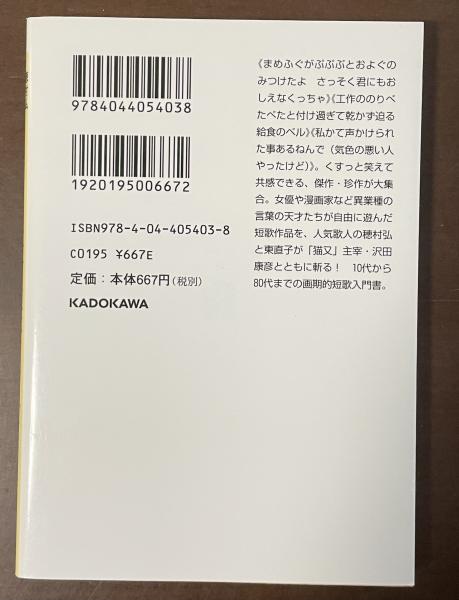 9784044054038
1920195006672
ISBN978-4-04-405403-8
C0195 ¥667E
定価：本体667円（税別）
KADOKAWA
《まめふぐがぷぷぷとおよぐの
みつけたよ　さっそく君にもお
しえなくっちゃ》《工作ののりべ
たべたと付け過ぎて乾かず迫る
給食のベル》《私かて声かけられ
た事あるねんで（気色の悪い人
やったけど）》。くすっと笑えて
共感できる、傑作・珍作が大集
合。女優や漫画家など異業種の
言葉の天才たちが自由に遊んだ
短歌作品を、人気歌人の穂村弘
と東直子が「猫又」主宰・沢田
康彦とともに斬る！　10代から
80代までの画期的短歌入門書。